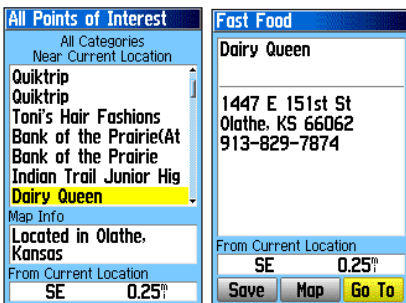 All Points of Interest
All Categories
Near Current Location
Quiktrip
Quiktrip
Toni's Hair Fashions
Bank of the Prairie(At
Bank of the Prairie
Indian Trail Junior Hig
Dairy Queen
Map Info
Located in Olathe,
Kansas
From Current Location
SE 0.25m
Fast Food
Dairy Queen
1447 E 151st St
Olathe, KS 66062
913-829-7874
From Current Location
SE 0.25m
Save Map Go To